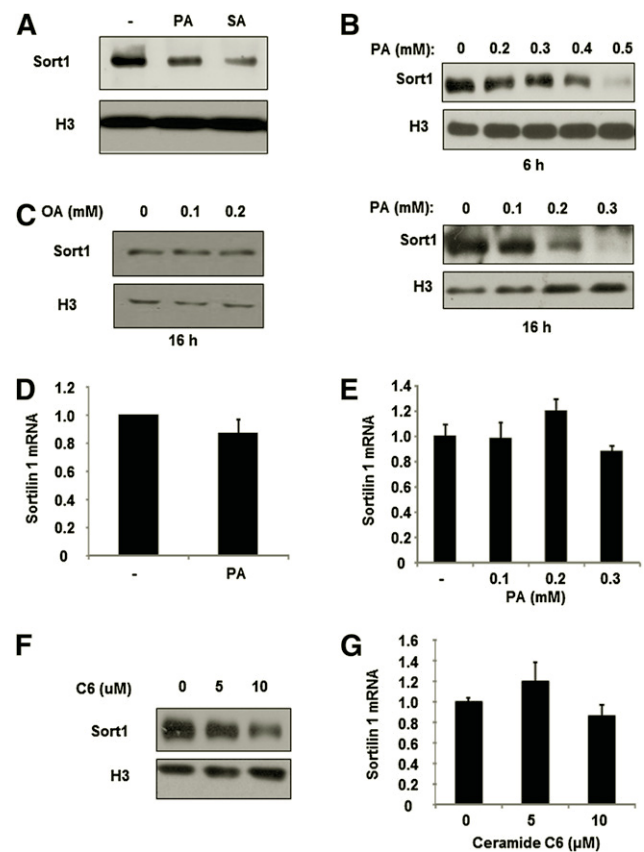 A
- PA SA
Sort1
H3
B
PA (mM): 0 0.2 0.3 0.4 0.5
Sort1
H3
6 h
PA (mM): 0 0.1 0.2 0.3
Sort1
H3
16 h
C
OA (mM) 0 0.1 0.2
Sort1
H3
16 h
D
Sortilin 1 mRNA
1.2
1.0
0.8
0.6
0.4
0.2
0
- PA
E
Sortilin 1 mRNA
1.4
1.2
1.0
0.8
0.6
0.4
0.2
0
- 0.1 0.2 0.3
PA (mM)
F
C6 (uM) 0 5 10
Sort1
H3
G
Sortilin 1 mRNA
1.6
1.4
1.2
1.0
0.8
0.6
0.4
0.2
0
0 5 10
Ceramide C6 (µM)